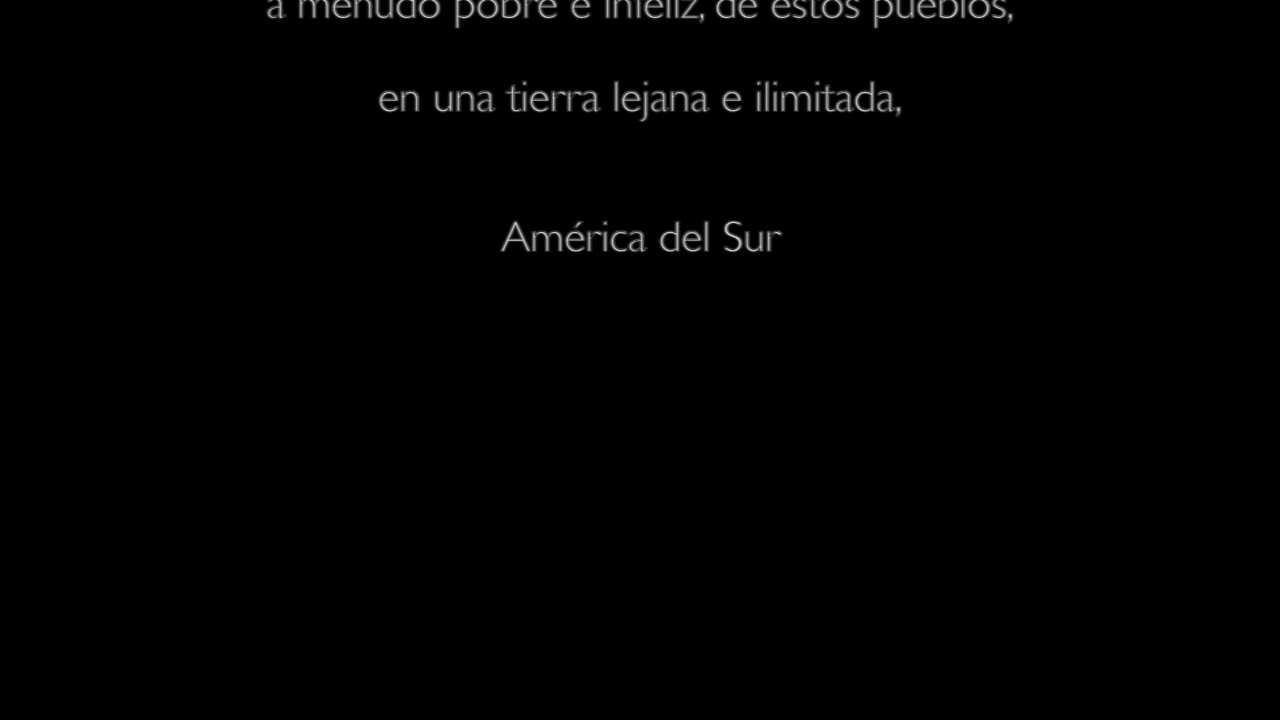 a menudo pobre e infeliz, de estos pueblos,
en una tierra lejana e ilimitada,
América del Sur